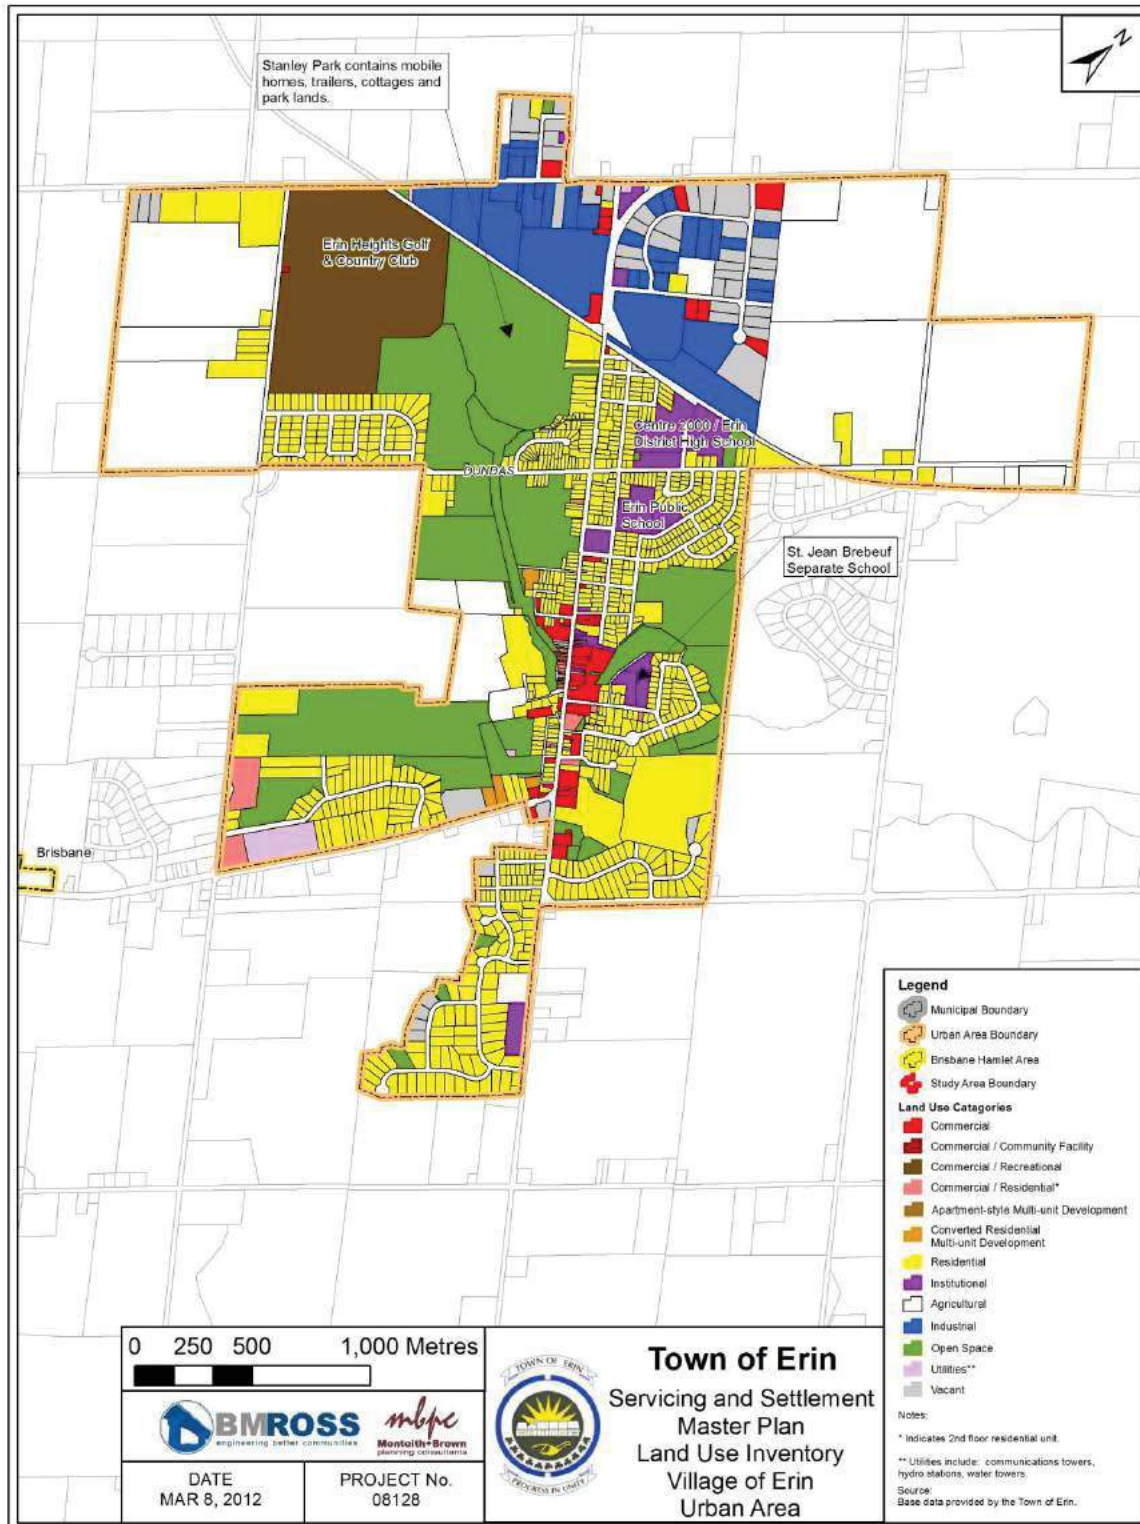 N
Stanley Park contains mobile
homes, trailers, cottages and
park lands.
Erin Heights Golf
& Country Club
Centre 2000 / Erin
District High School
DUNDAS
Erin Public
School
St. Jean Brebeuf
Separate School
Brisbane
Legend
Municipal Boundary
Urban Area Boundary
Brisbane Hamlet Area
Study Area Boundary
Land Use Catagories
Commercial
Commercial / Community Facility
Commercial / Recreational
Commercial / Residential*
Apartment-style Multi-unit Development
Converted Residential
Multi-unit Development
Residential
Institutional
Agricultural
Industrial
Open Space
Utilities**
Vacant
Notes:
* Indicates 2nd floor residential unit.
** Utilities include: communications towers,
hydro stations, water towers.
Source:
Base data provided by the Town of Erin.
0 250 500 1,000 Metres
BMROSS
engineering better communities
mbpc
Monteith+Brown
planning consultants
DATE
MAR 8, 2012
PROJECT No.
08128
TOWN OF ERIN
PROGRESS IN UNITY
Town of Erin
Servicing and Settlement
Master Plan
Land Use Inventory
Village of Erin
Urban Area